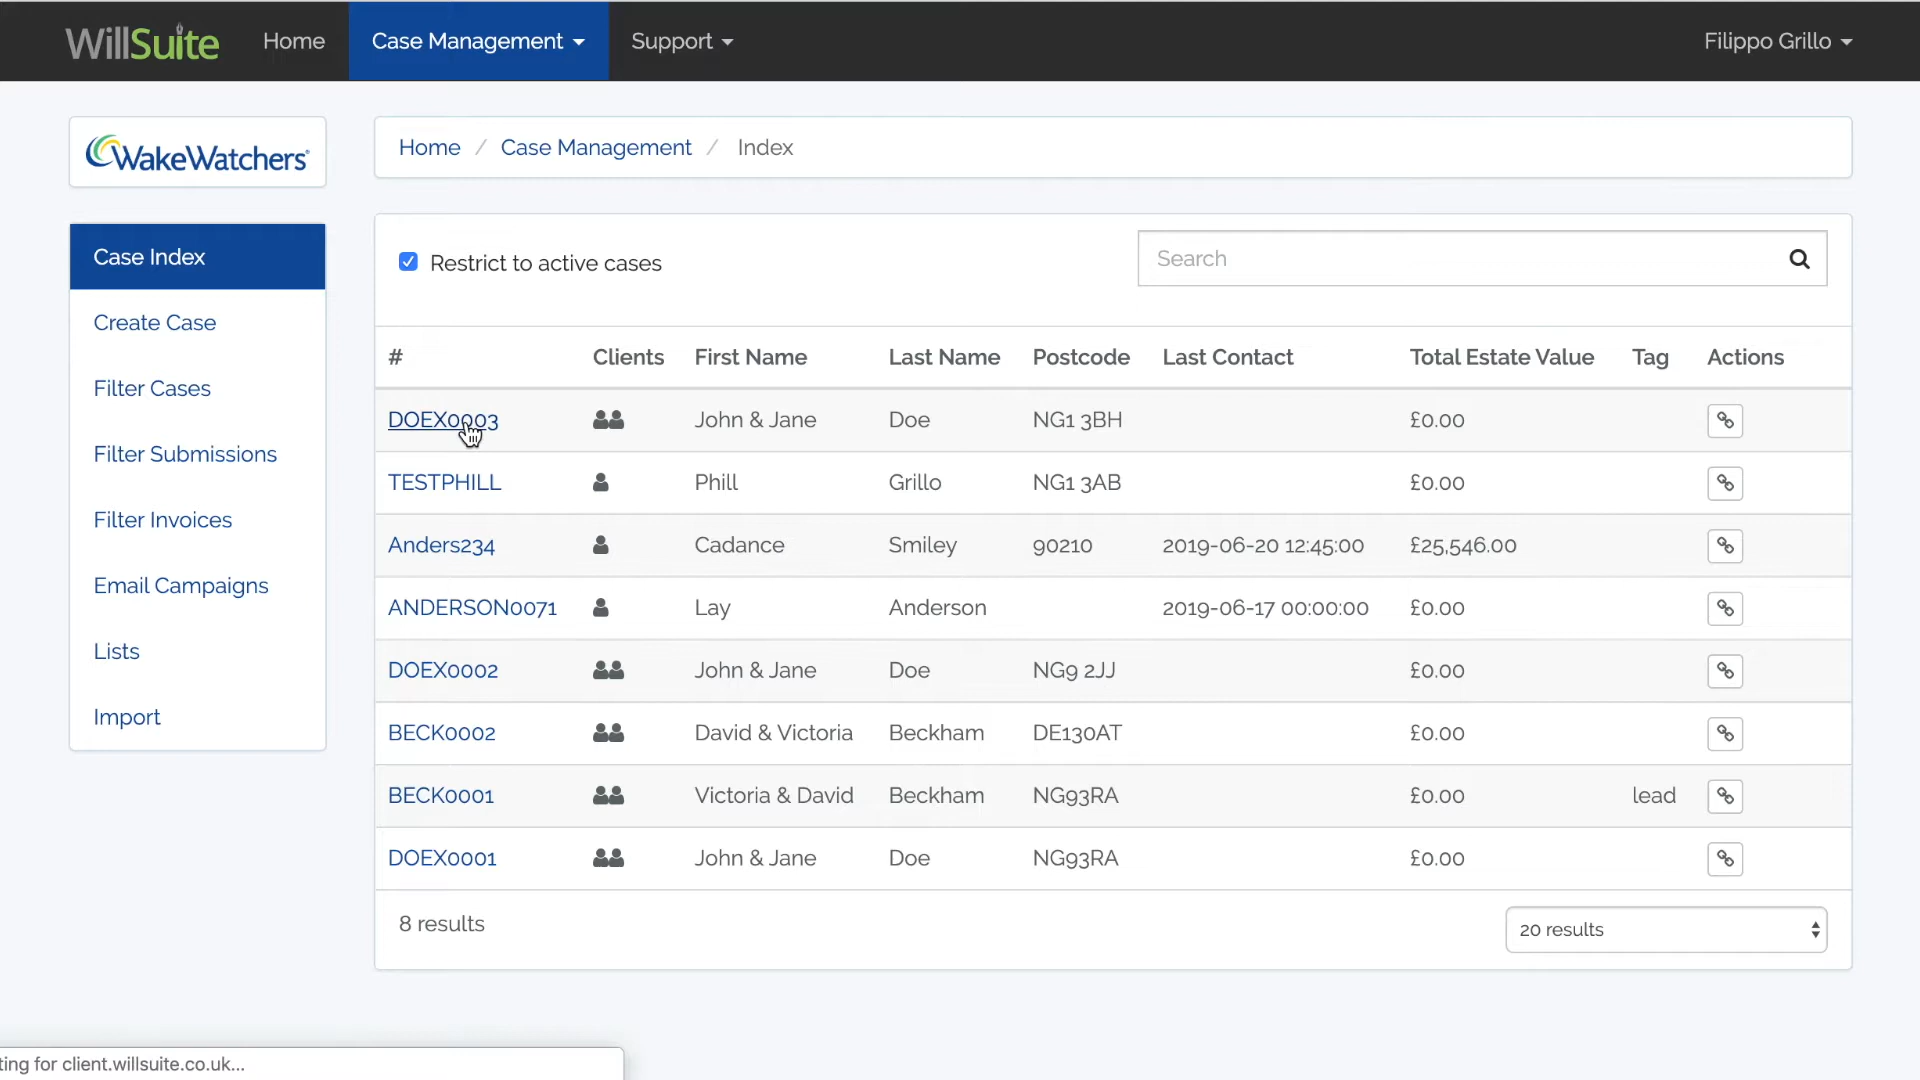 WillSuite Home Case Management Support Filippo Grillo
WakeWatchers
Home / Case Management / Index
Case Index
Create Case
Filter Cases
Filter Submissions
Filter Invoices
Email Campaigns
Lists
Import
Restrict to active cases
Search
# Clients First Name Last Name Postcode Last Contact Total Estate Value Tag Actions
DOEX0003 John & Jane Doe NG1 3BH £0.00
TESTPHILL Phill Grillo NG1 3AB £0.00
Anders234 Cadance Smiley 90210 2019-06-20 12:45:00 £25,546.00
ANDERSON0071 Lay Anderson 2019-06-17 00:00:00 £0.00
DOEX0002 John & Jane Doe NG9 2JJ £0.00
BECK0002 David & Victoria Beckham DE130AT £0.00
BECK0001 Victoria & David Beckham NG93RA £0.00 lead
DOEX0001 John & Jane Doe NG93RA £0.00
8 results
20 results
ting for client.willsuite.co.uk...